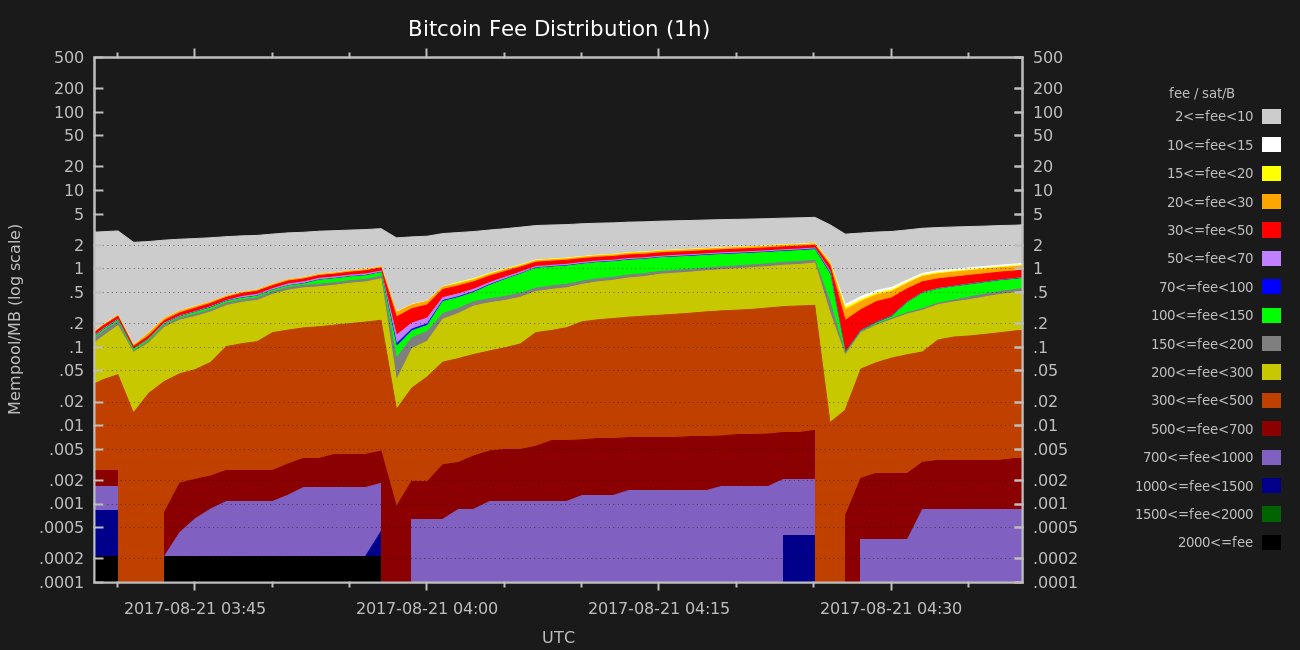 Bitcoin Fee Distribution (1h)
Mempool/MB (log scale)
500
200
100
50
20
10
5
2
1
.5
.2
.1
.05
.02
.01
.005
.002
.001
.0005
.0002
.0001
500
200
100
50
20
10
5
2
1
.5
.2
.1
.05
.02
.01
.005
.002
.001
.0005
.0002
.0001
2017-08-21 03:45
2017-08-21 04:00
2017-08-21 04:15
2017-08-21 04:30
UTC
fee / sat/B
2<=fee<10
10<=fee<15
15<=fee<20
20<=fee<30
30<=fee<50
50<=fee<70
70<=fee<100
100<=fee<150
150<=fee<200
200<=fee<300
300<=fee<500
500<=fee<700
700<=fee<1000
1000<=fee<1500
1500<=fee<2000
2000<=fee